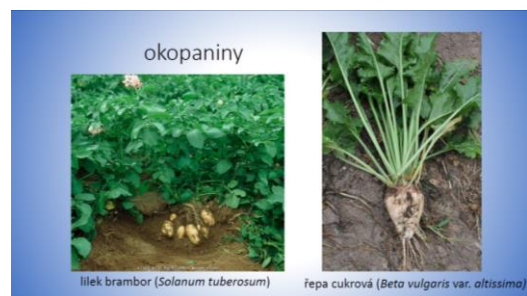 okopaniny
lilek brambor (Solanum tuberosum)
řepa cukrová (Beta vulgaris var. altissima)